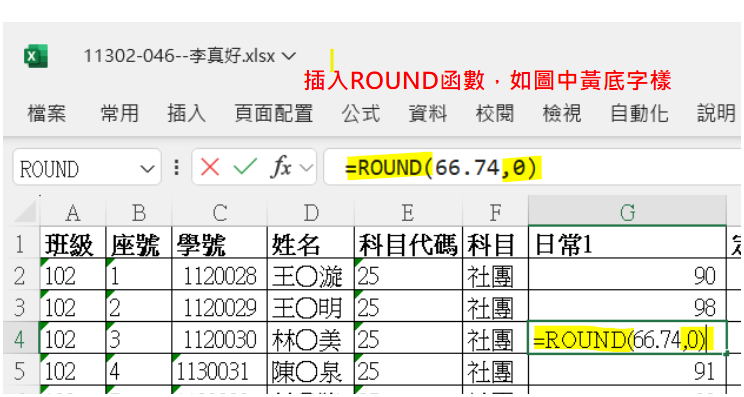 11302-046--李真好.xlsx
插入ROUND函數，如圖中黃底字樣
檔案 常用 插入 頁面配置 公式 資料 校閱 檢視 自動化 說明
ROUND fx =ROUND(66.74,0)
A B C D E F G
1 班級 座號 學號 姓名 科目代碼 科目 日常1
2 102 1 1120028 王〇漩 25 社團 90
3 102 2 1120029 王〇明 25 社團 98
4 102 3 1120030 林〇美 25 社團 =ROUND(66.74,0)
5 102 4 1130031 陳〇泉 25 社團 91